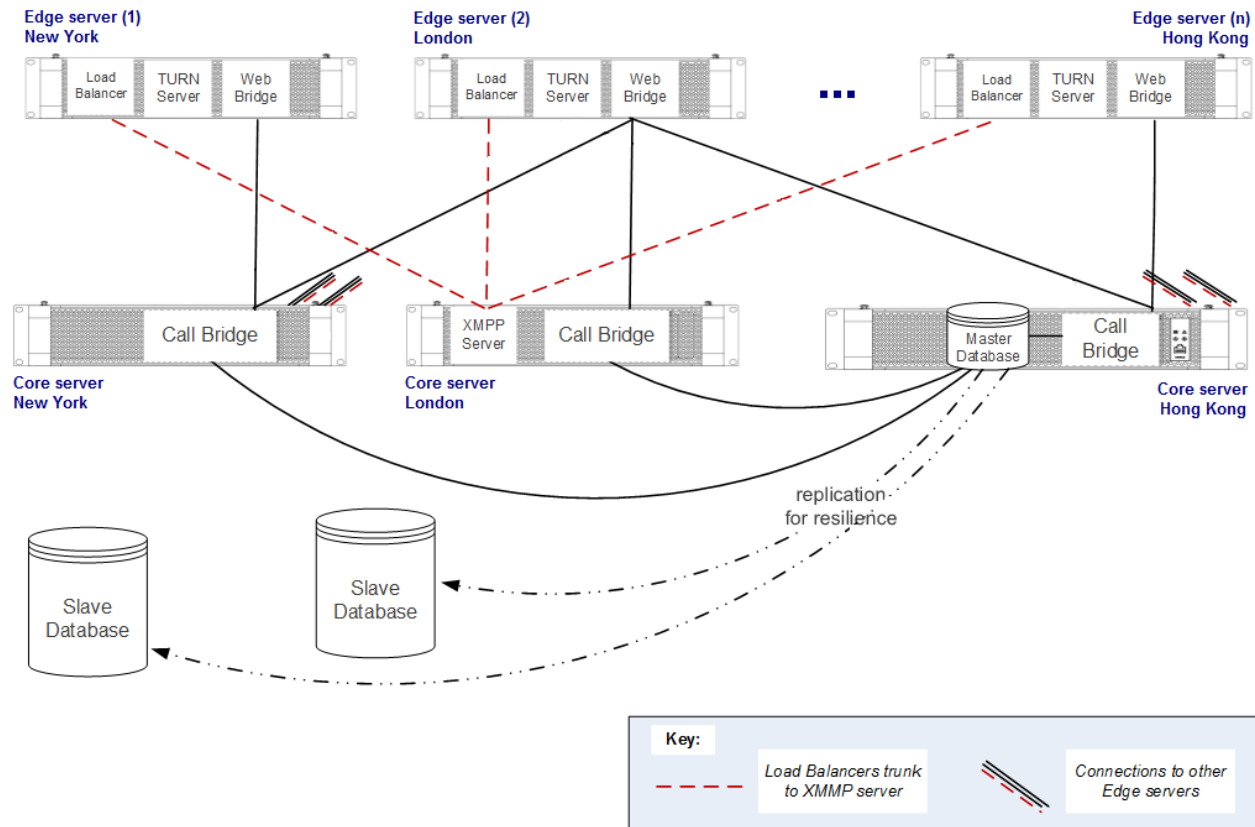 Edge server (1)
New York
Edge server (2)
London
Edge server (n)
Hong Kong
Load
Balancer
TURN
Server
Web
Bridge
Load
Balancer
TURN
Server
Web
Bridge
...
Load
Balancer
TURN
Server
Web
Bridge
Call Bridge
XMPP
Server
Call Bridge
Master
Database
Call
Bridge
Core server
New York
Core server
London
Core server
Hong Kong
replication
for resilience
Slave
Database
Slave
Database
Key:
Load Balancers trunk
to XMMP server
Connections to other
Edge servers